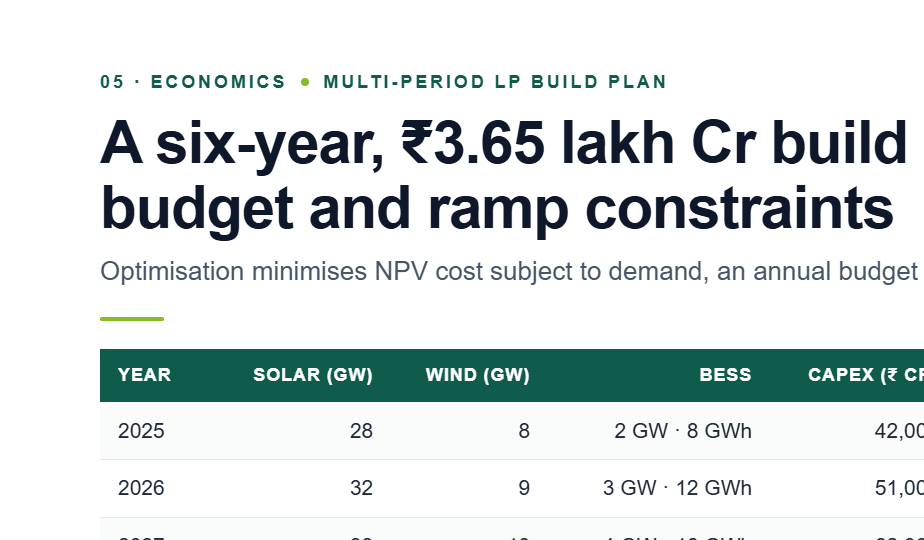 05 · ECONOMICS ● MULTI-PERIOD LP BUILD PLAN
A six-year, ₹3.65 lakh Cr build
budget and ramp constraints
Optimisation minimises NPV cost subject to demand, an annual budget
YEAR SOLAR (GW) WIND (GW) BESS CAPEX (₹
2025 28 8 2 GW · 8 GWh
2026 32 9 3 GW · 12 GWh